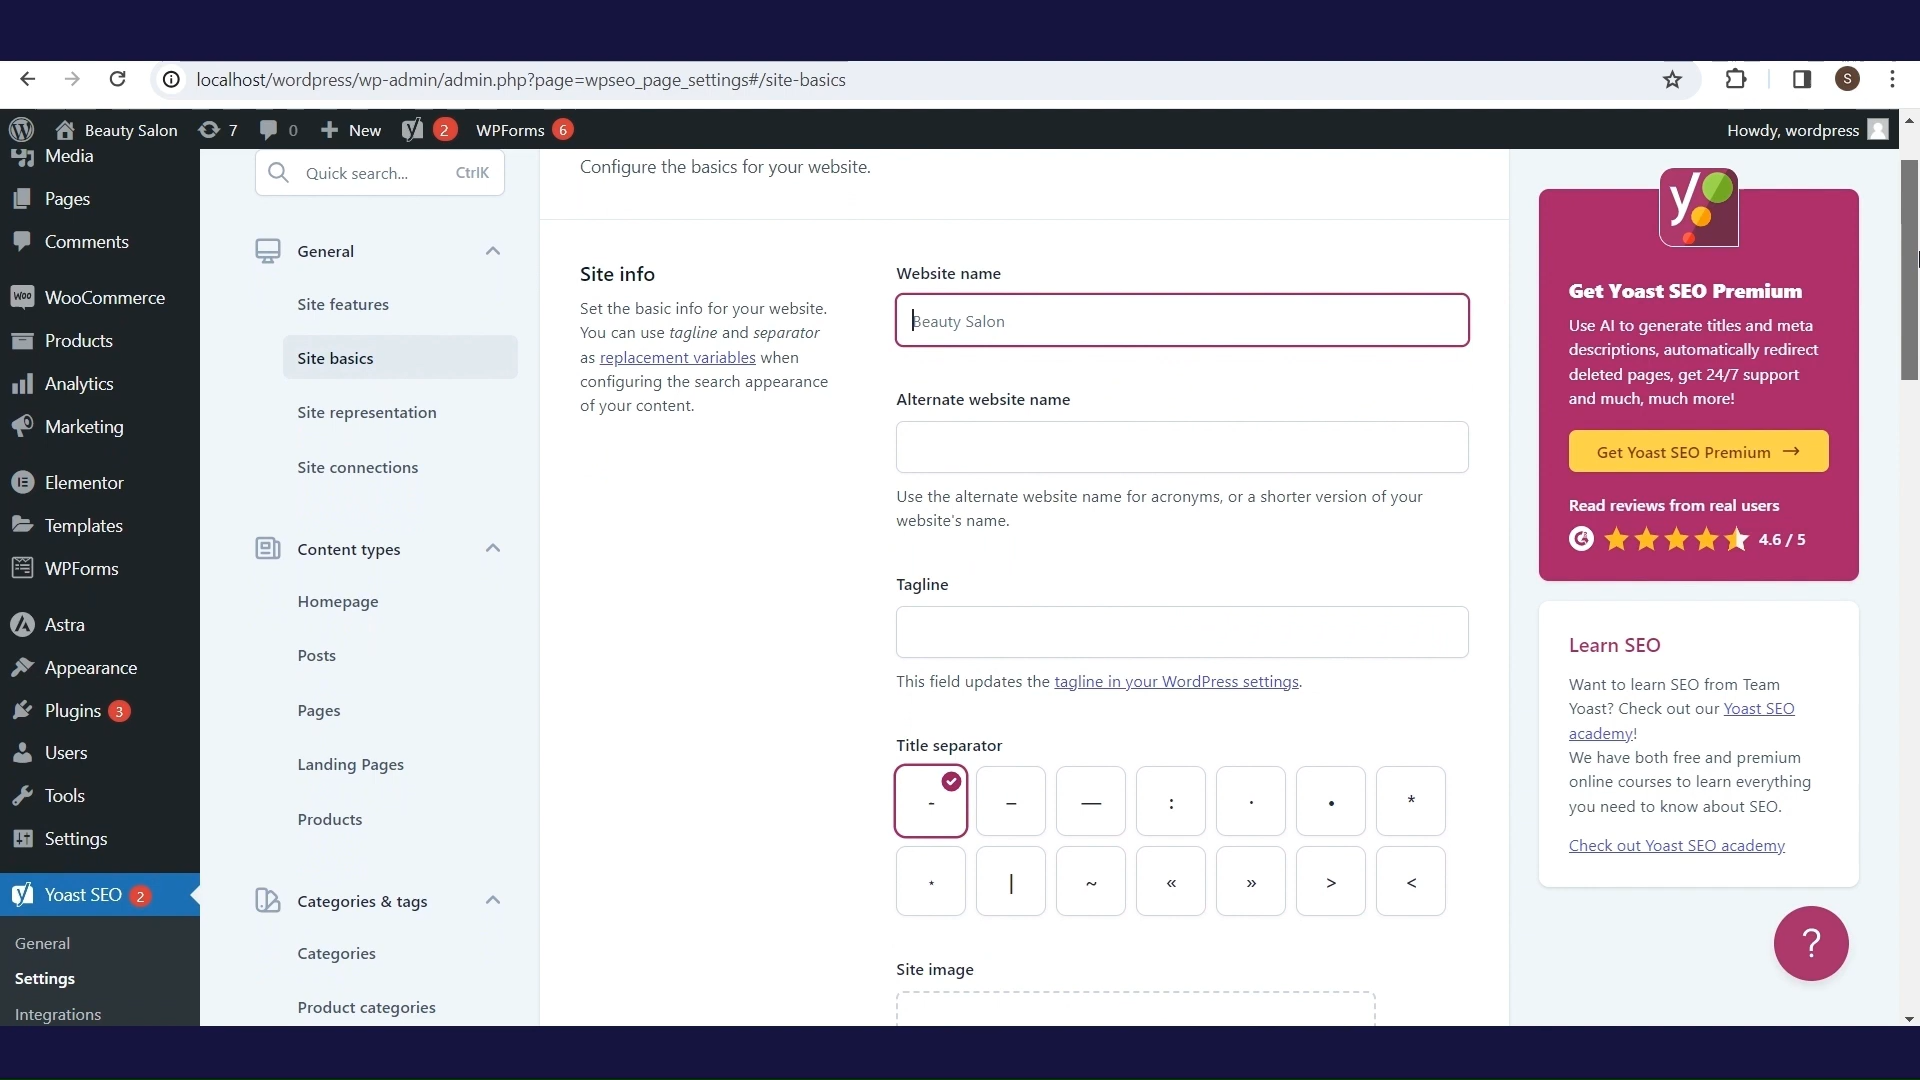 localhost/wordpress/wp-admin/admin.php?page=wpseo_page_settings#/site-basics
S
Beauty Salon
7
0
New
2
WPForms 6
Howdy, wordpress
Media
Pages
Comments
Woo WooCommerce
Products
Analytics
Marketing
Elementor
Templates
WPForms
Astra
Appearance
Plugins 3
Users
Tools
Settings
Yoast SEO 2
General
Settings
Integrations
Quick search... CtrlK
General
Site features
Site basics
Site representation
Site connections
Content types
Homepage
Posts
Pages
Landing Pages
Products
Categories & tags
Categories
Product categories
Configure the basics for your website.
Site info
Set the basic info for your website.
You can use tagline and separator
as replacement variables when
configuring the search appearance
of your content.
Website name
Beauty Salon
Alternate website name
Use the alternate website name for acronyms, or a shorter version of your
website's name.
Tagline
This field updates the tagline in your WordPress settings.
Title separator
- – — : · • *
⋆ | ~ « » > <
Site image
y
Get Yoast SEO Premium
Use AI to generate titles and meta
descriptions, automatically redirect
deleted pages, get 24/7 support
and much, much more!
Get Yoast SEO Premium →
Read reviews from real users
4.6 / 5
Learn SEO
Want to learn SEO from Team
Yoast? Check out our Yoast SEO
academy!
We have both free and premium
online courses to learn everything
you need to know about SEO.
Check out Yoast SEO academy
?